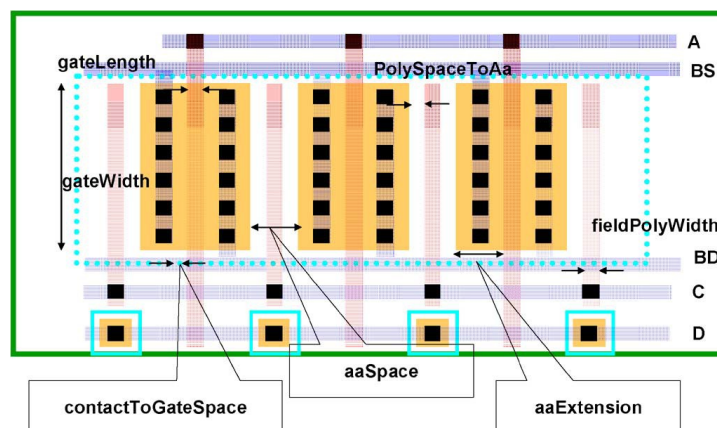 A
gateLength
PolySpaceToAa
BS
gateWidth
fieldPolyWidth
BD
C
D
aaSpace
contactToGateSpace
aaExtension